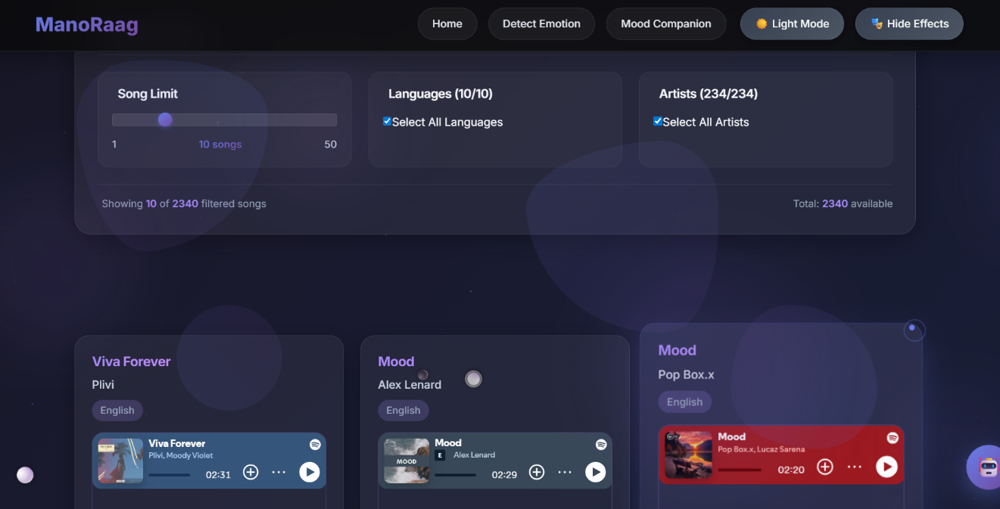 ManoRaag
Home
Detect Emotion
Mood Companion
Light Mode
Hide Effects
Song Limit
1
10 songs
50
Languages (10/10)
Select All Languages
Artists (234/234)
Select All Artists
Showing 10 of 2340 filtered songs
Total: 2340 available
Viva Forever
Plivi
English
Viva Forever
Plivi, Moody Violet
02:31
Mood
Alex Lenard
English
MOOD
Mood
E Alex Lenard
02:29
Mood
Pop Box.x
English
Mood
Pop Box.x, Lucaz Sarena
02:20